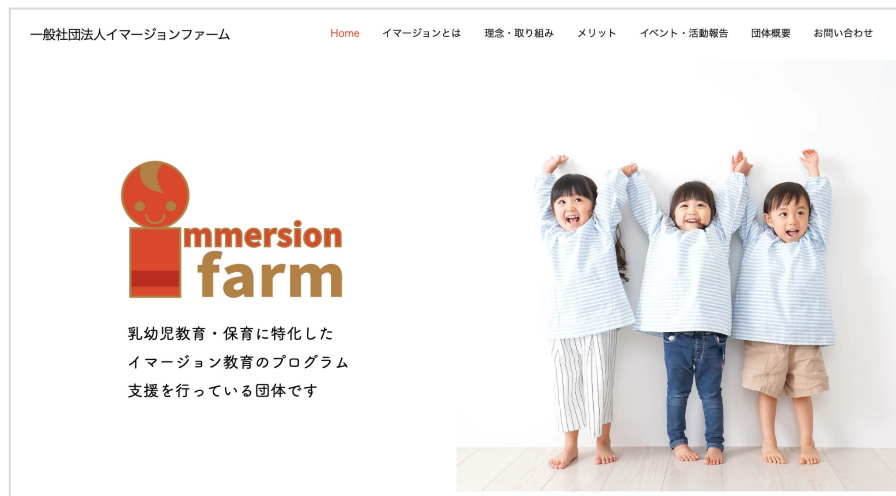 一般社団法人イマージョンファーム
Home イマージョンとは 理念・取り組み メリット イベント・活動報告 団体概要 お問い合わせ
immersion
farm
乳幼児教育・保育に特化した
イマージョン教育のプログラム
支援を行っている団体です